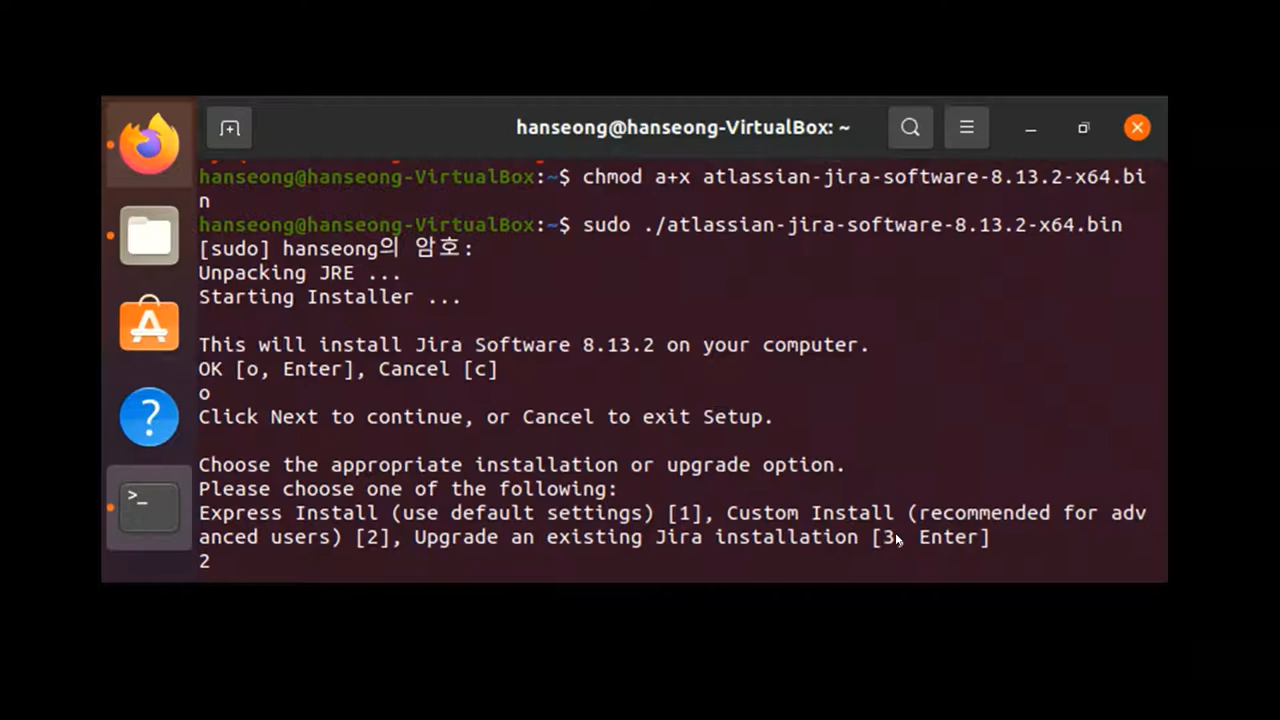 hanseong@hanseong-VirtualBox: ~
hanseong@hanseong-VirtualBox:~$ chmod a+x atlassian-jira-software-8.13.2-x64.bi
n
hanseong@hanseong-VirtualBox:~$ sudo ./atlassian-jira-software-8.13.2-x64.bin
[sudo] hanseong의 암호:
Unpacking JRE ...
Starting Installer ...
This will install Jira Software 8.13.2 on your computer.
OK [o, Enter], Cancel [c]
o
Click Next to continue, or Cancel to exit Setup.
Choose the appropriate installation or upgrade option.
Please choose one of the following:
Express Install (use default settings) [1], Custom Install (recommended for adv
anced users) [2], Upgrade an existing Jira installation [3, Enter]
2